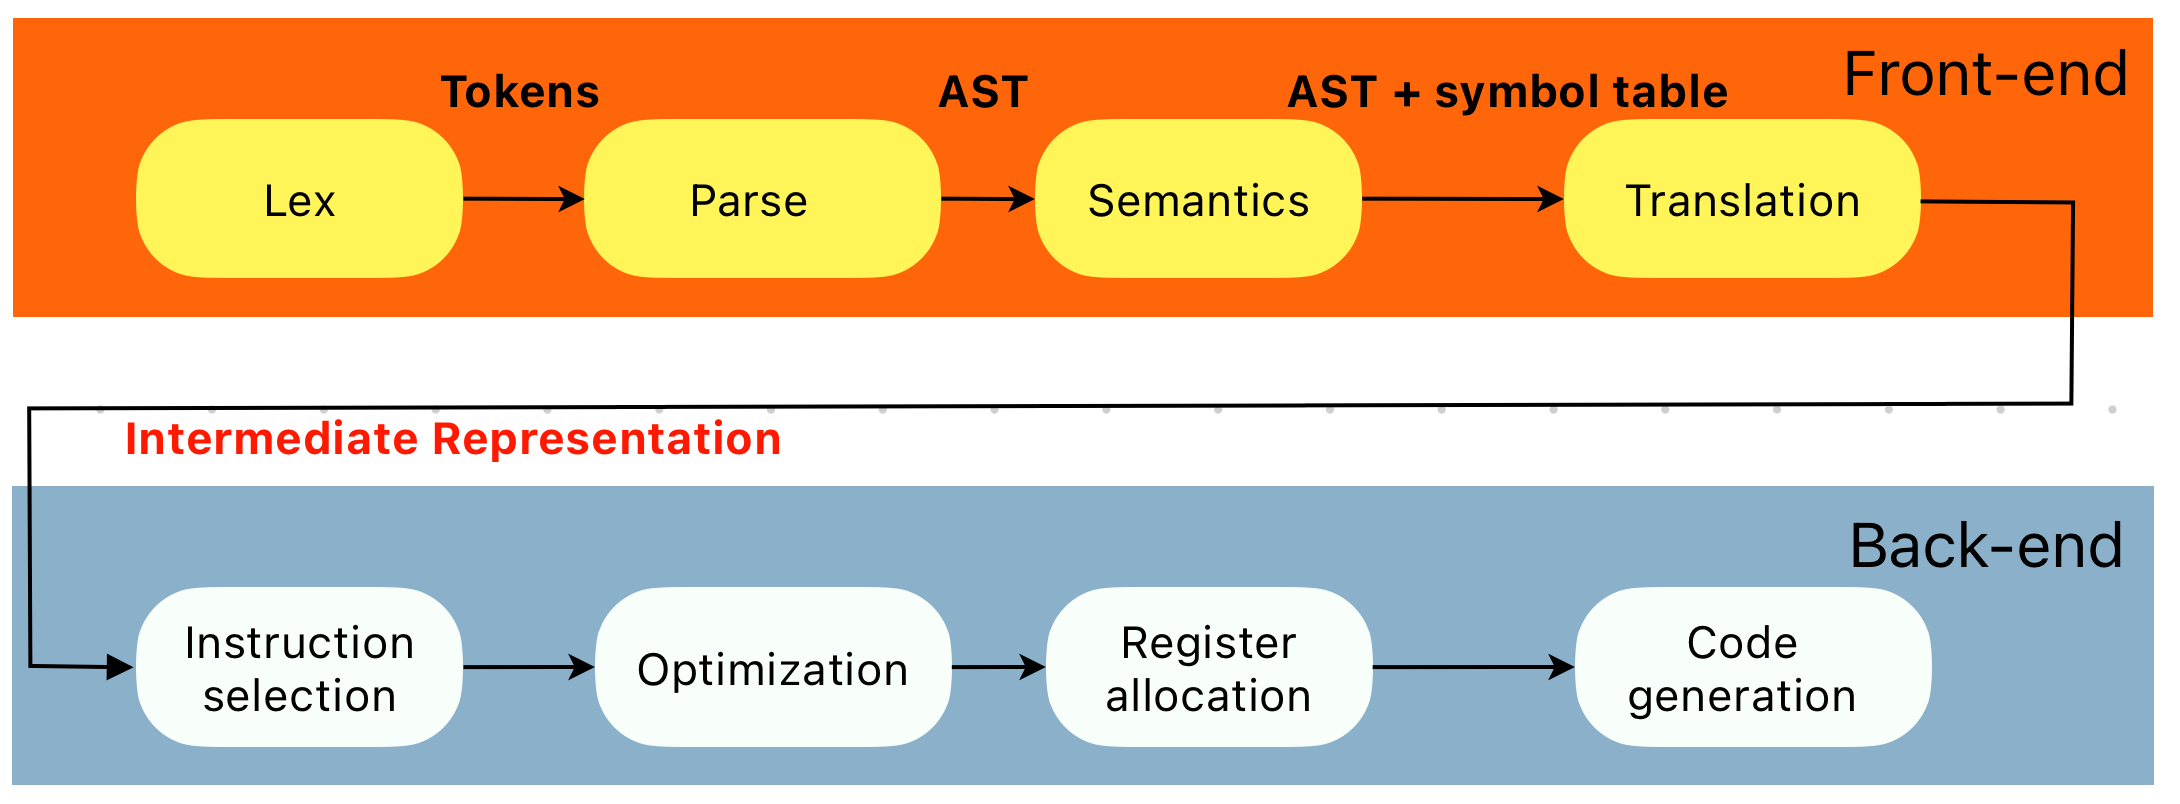 Front-end
Tokens
AST
AST + symbol table
Lex
Parse
Semantics
Translation
Intermediate Representation
Back-end
Instruction
selection
Optimization
Register
allocation
Code
generation